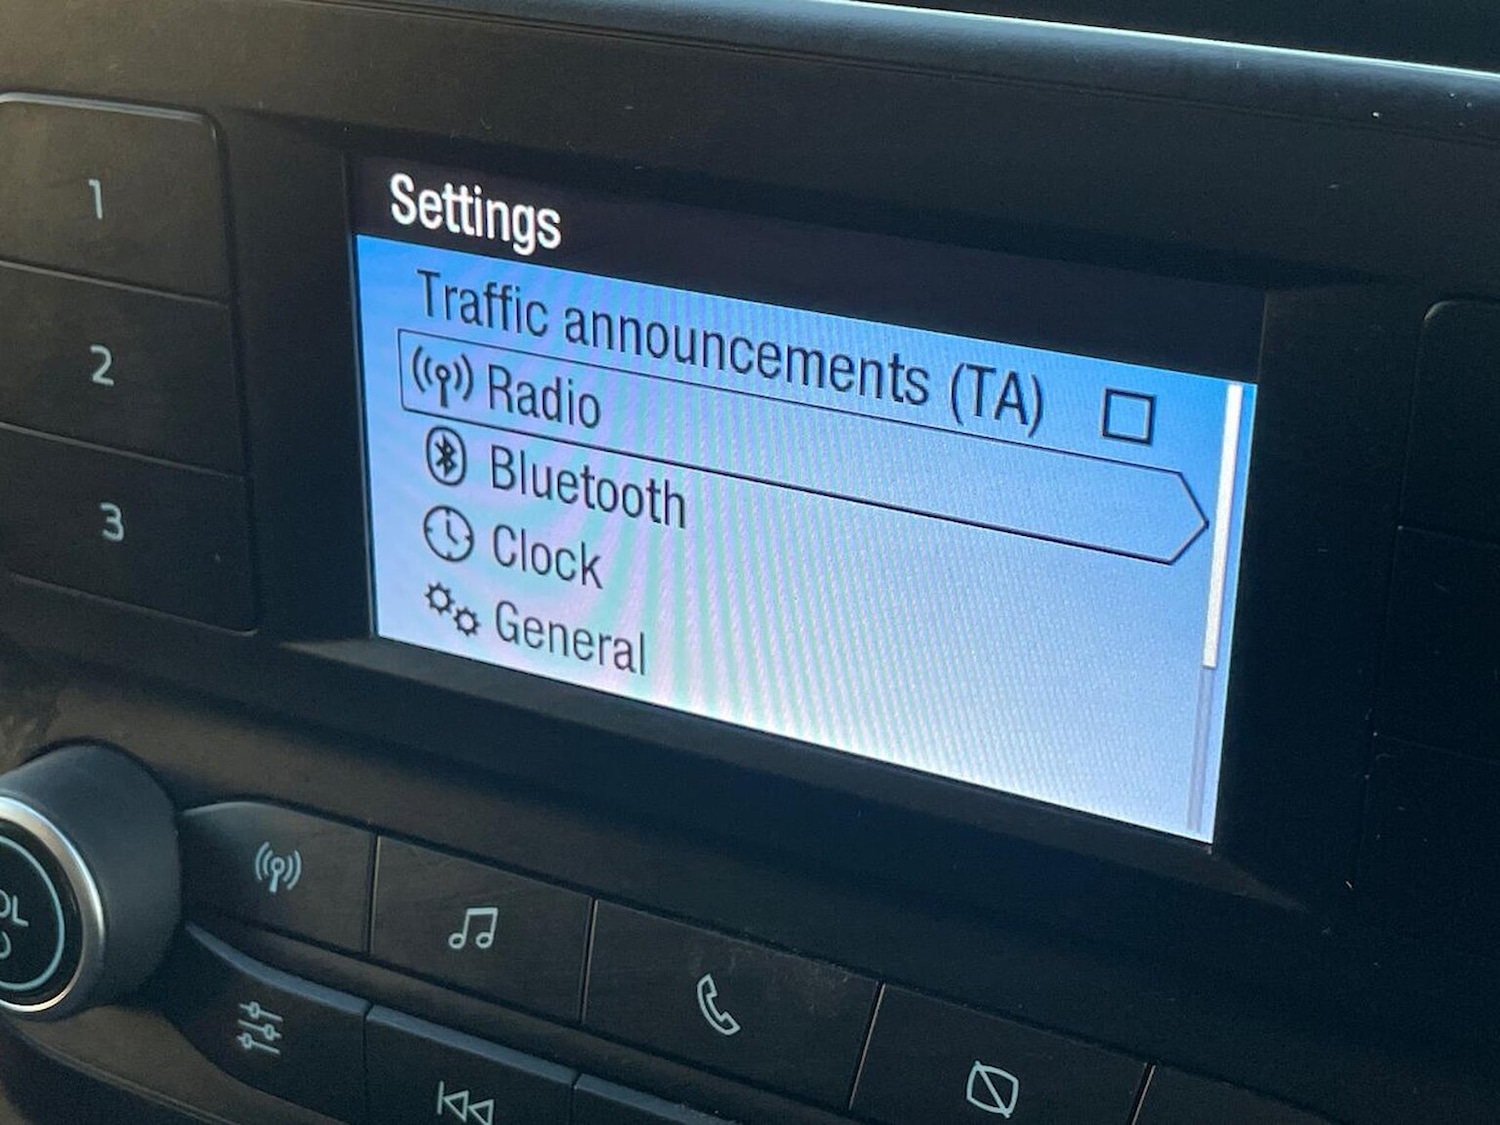 1
2
3
Settings
Traffic announcements (TA)
Radio
Bluetooth
Clock
General